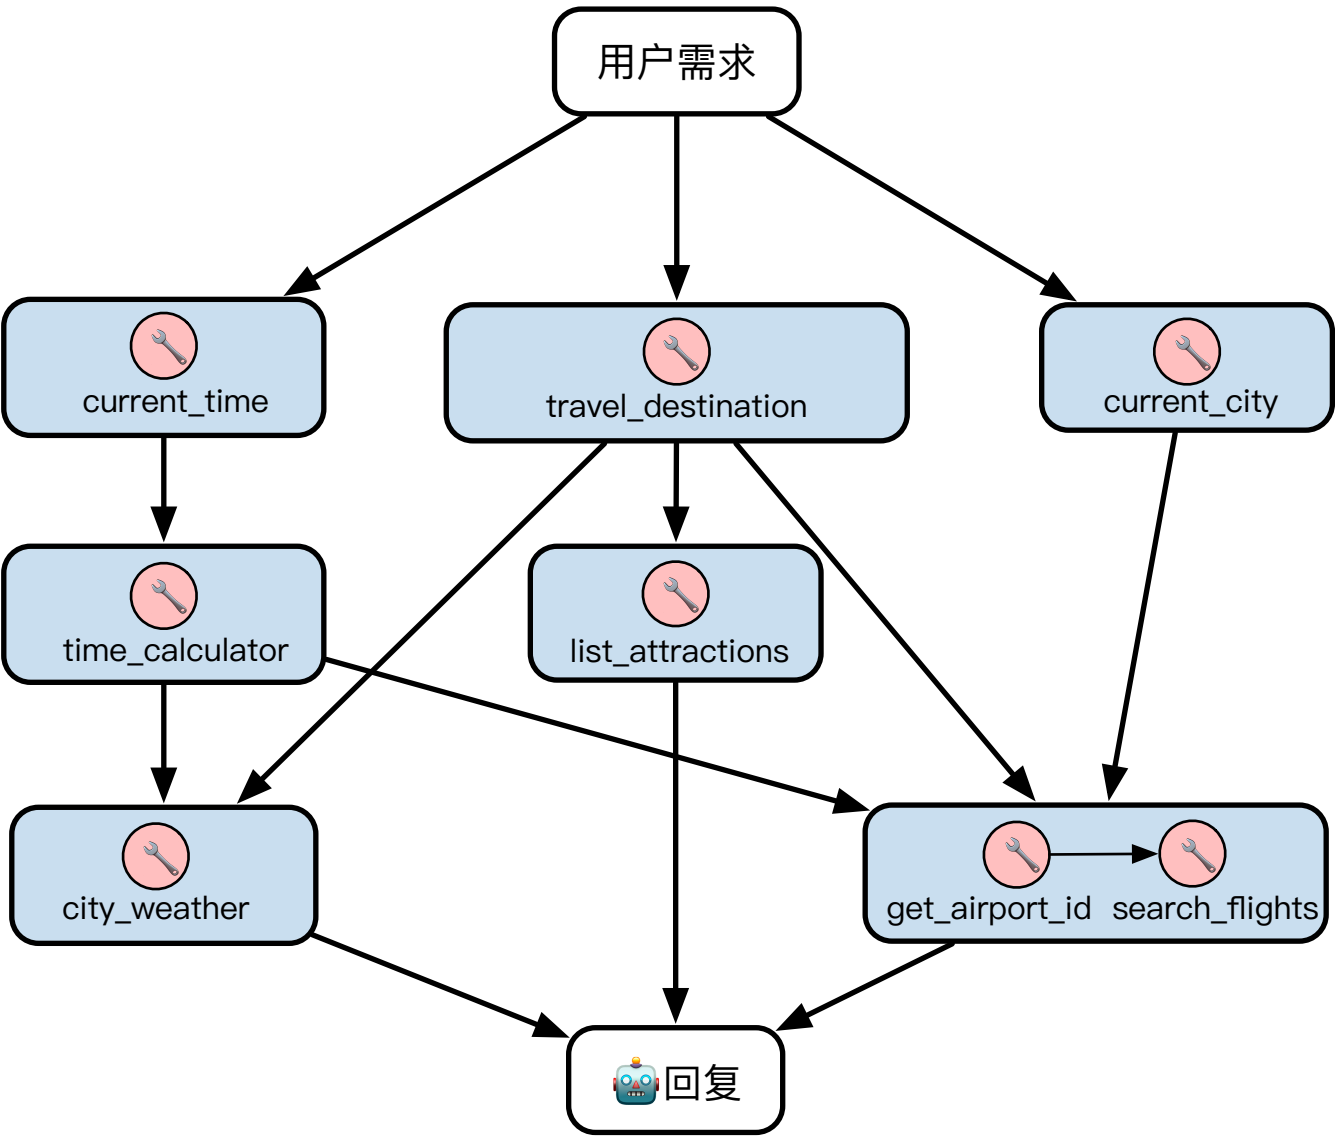 用户需求
current_time
travel_destination
current_city
time_calculator
list_attractions
city_weather
get_airport_id
search_flights
回复